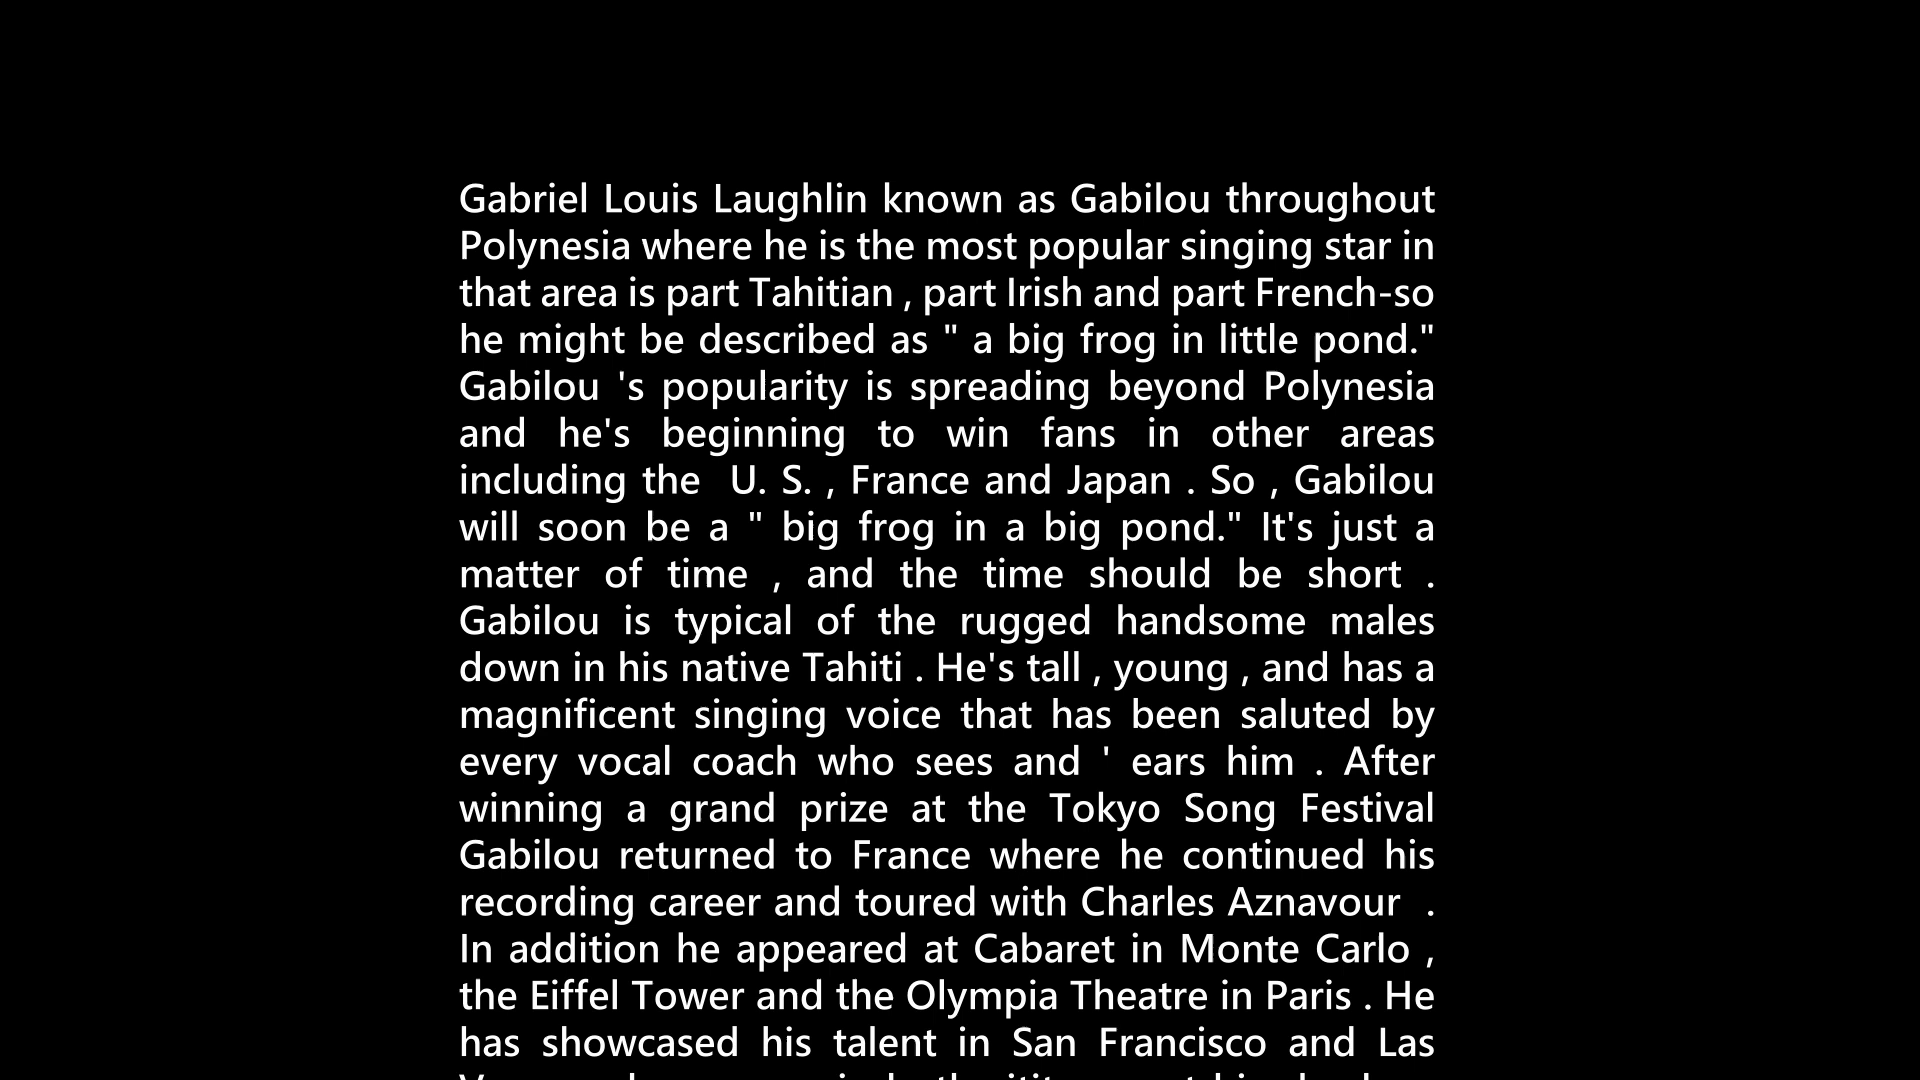 Gabriel Louis Laughlin known as Gabilou throughout
Polynesia where he is the most popular singing star in
that area is part Tahitian , part Irish and part French-so
he might be described as " a big frog in little pond."
Gabilou 's popularity is spreading beyond Polynesia
and he's beginning to win fans in other areas
including the  U. S. , France and Japan . So , Gabilou
will soon be a " big frog in a big pond." It's just a
matter of time , and the time should be short .
Gabilou is typical of the rugged handsome males
down in his native Tahiti . He's tall , young , and has a
magnificent singing voice that has been saluted by
every vocal coach who sees and ' ears him . After
winning a grand prize at the Tokyo Song Festival
Gabilou returned to France where he continued his
recording career and toured with Charles Aznavour  .
In addition he appeared at Cabaret in Monte Carlo ,
the Eiffel Tower and the Olympia Theatre in Paris . He
has showcased his talent in San Francisco and Las